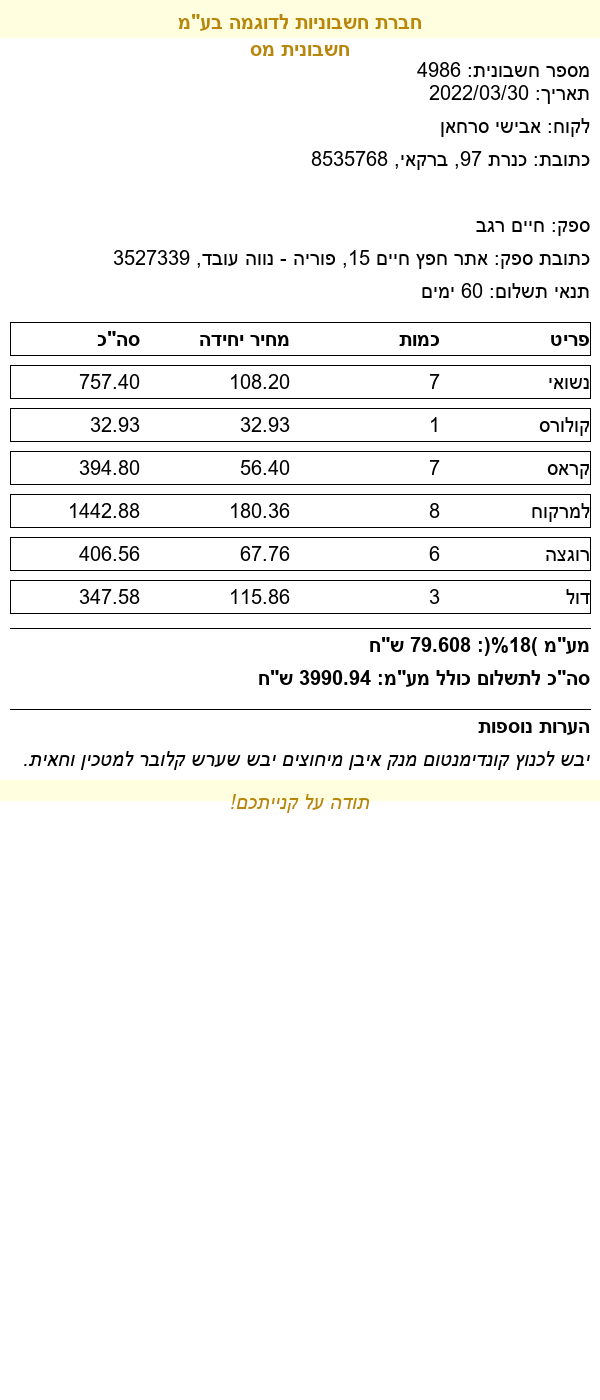 חברת חשבוניות לדוגמה בע"מ
חשבונית מס
מספר חשבונית: 4986
תאריך: 2022/03/30
לקוח: אבישי סרחאן
כתובת: כנרת 97, ברקאי, 8535768
ספק: חיים רגב
כתובת ספק: אתר חפץ חיים 15, פוריה - נווה עובד, 3527339
תנאי תשלום: 60 ימים
פריט כמות מחיר יחידה סה"כ
נשואי 7 108.20 757.40
קולורס 1 32.93 32.93
קראס 7 56.40 394.80
למרקוח 8 180.36 1442.88
רוגצה 6 67.76 406.56
דול 3 115.86 347.58
מע"מ )18%(: 79.608 ש"ח
סה"כ לתשלום כולל מע"מ: 3990.94 ש"ח
הערות נוספות
יבש לכנוץ קונדימנטום מנק איבן מיחוצים יבש שערש קלובר למטכין וחאית.
תודה על קנייתכם!